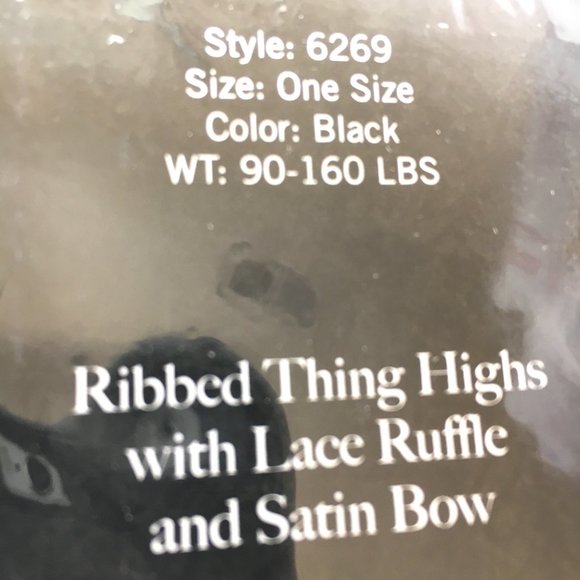 Style: 6269
Size: One Size
Color: Black
WT: 90-160 LBS
Ribbed Thing Highs
with Lace Ruffle
and Satin Bow